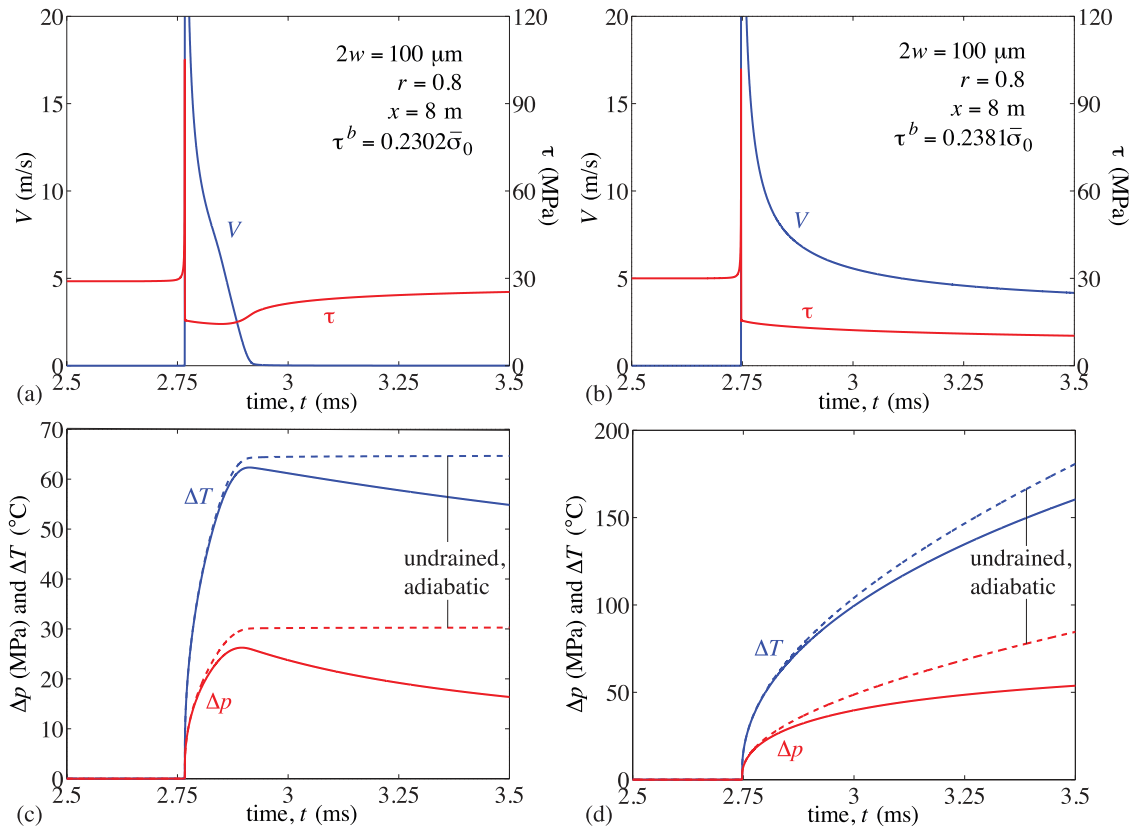 20
15
10
5
0
V (m/s)
2w = 100 μm
r = 0.8
x = 8 m
τᵇ = 0.2302σ̄₀
V
τ
120
90
60
30
0
τ (MPa)
2.5
2.75
3
3.25
3.5
(a)
time, t (ms)
20
15
10
5
0
V (m/s)
2w = 100 μm
r = 0.8
x = 8 m
τᵇ = 0.2381σ̄₀
V
τ
120
90
60
30
0
τ (MPa)
2.5
2.75
3
3.25
3.5
(b)
time, t (ms)
70
60
50
40
30
20
10
0
Δp (MPa) and ΔT (°C)
ΔT
undrained,
adiabatic
Δp
2.5
2.75
3
3.25
3.5
(c)
time, t (ms)
200
150
100
50
0
Δp (MPa) and ΔT (°C)
undrained,
adiabatic
ΔT
Δp
2.5
2.75
3
3.25
3.5
(d)
time, t (ms)